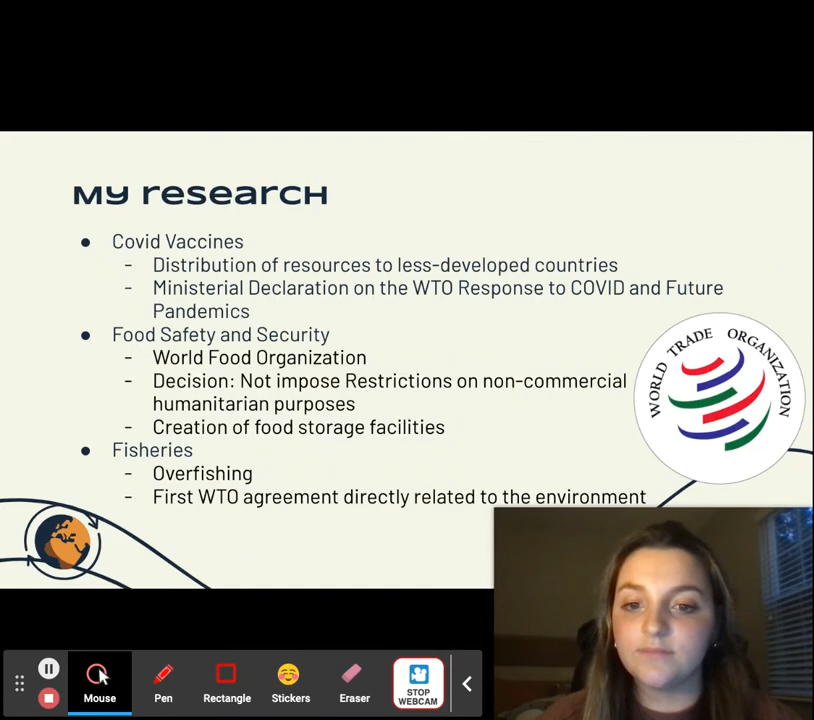 My research
● Covid Vaccines
- Distribution of resources to less-developed countries
- Ministerial Declaration on the WTO Response to COVID and Future
Pandemics
● Food Safety and Security
- World Food Organization
- Decision: Not impose Restrictions on non-commercial
humanitarian purposes
- Creation of food storage facilities
● Fisheries
- Overfishing
- First WTO agreement directly related to the environment
WORLD TRADE ORGANIZATION
Mouse
Pen
Rectangle
Stickers
Eraser
STOP
WEBCAM